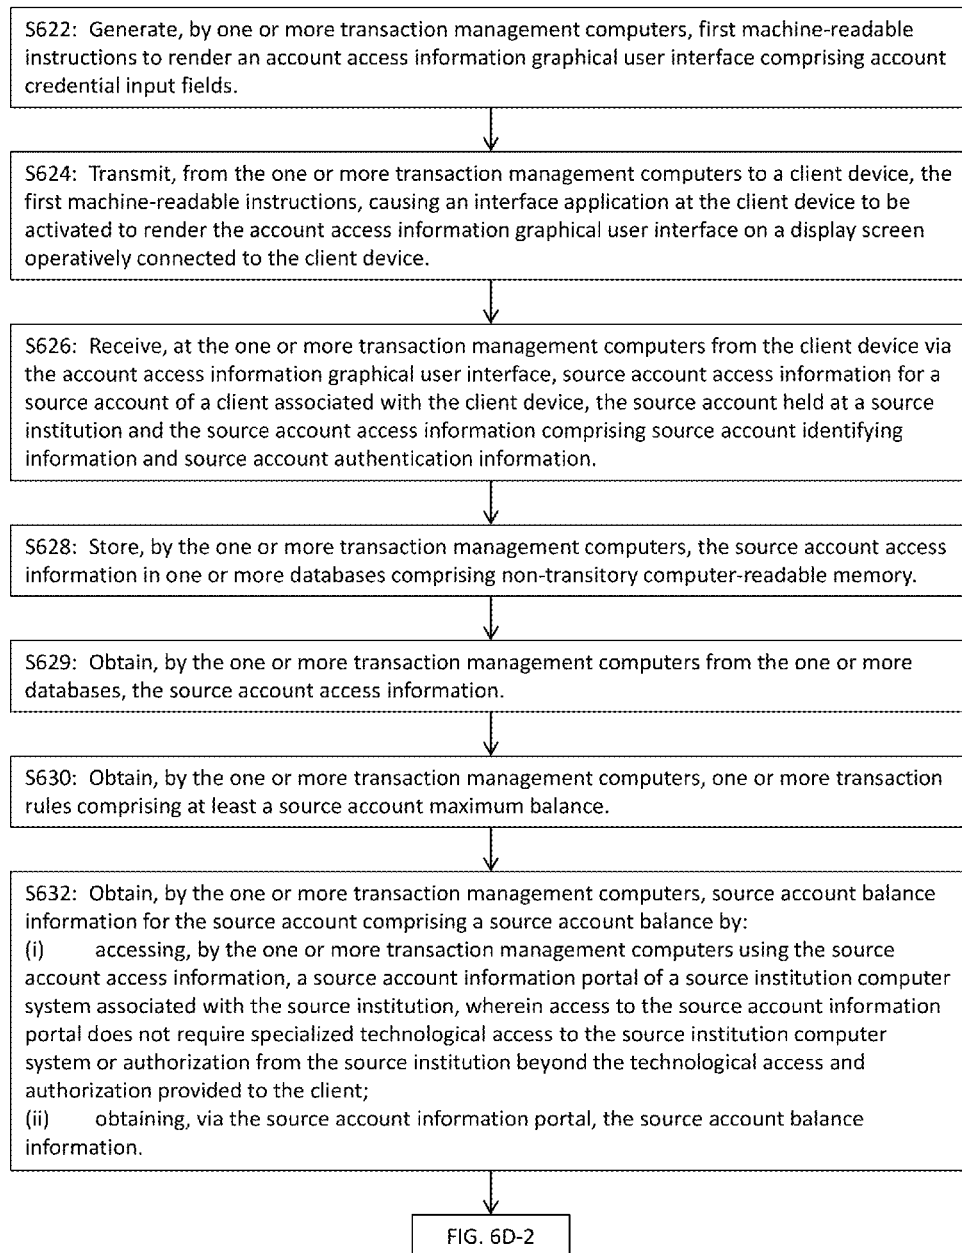 S622: Generate, by one or more transaction management computers, first machine-readable
instructions to render an account access information graphical user interface comprising account
credential input fields.
S624: Transmit, from the one or more transaction management computers to a client device, the
first machine-readable instructions, causing an interface application at the client device to be
activated to render the account access information graphical user interface on a display screen
operatively connected to the client device.
S626: Receive, at the one or more transaction management computers from the client device via
the account access information graphical user interface, source account access information for a
source account of a client associated with the client device, the source account held at a source
institution and the source account access information comprising source account identifying
information and source account authentication information.
S628: Store, by the one or more transaction management computers, the source account access
information in one or more databases comprising non-transitory computer-readable memory.
S629: Obtain, by the one or more transaction management computers from the one or more
databases, the source account access information.
S630: Obtain, by the one or more transaction management computers, one or more transaction
rules comprising at least a source account maximum balance.
S632: Obtain, by the one or more transaction management computers, source account balance
information for the source account comprising a source account balance by:
(i) accessing, by the one or more transaction management computers using the source
account access information, a source account information portal of a source institution computer
system associated with the source institution, wherein access to the source account information
portal does not require specialized technological access to the source institution computer
system or authorization from the source institution beyond the technological access and
authorization provided to the client;
(ii) obtaining, via the source account information portal, the source account balance
information.
FIG. 6D-2